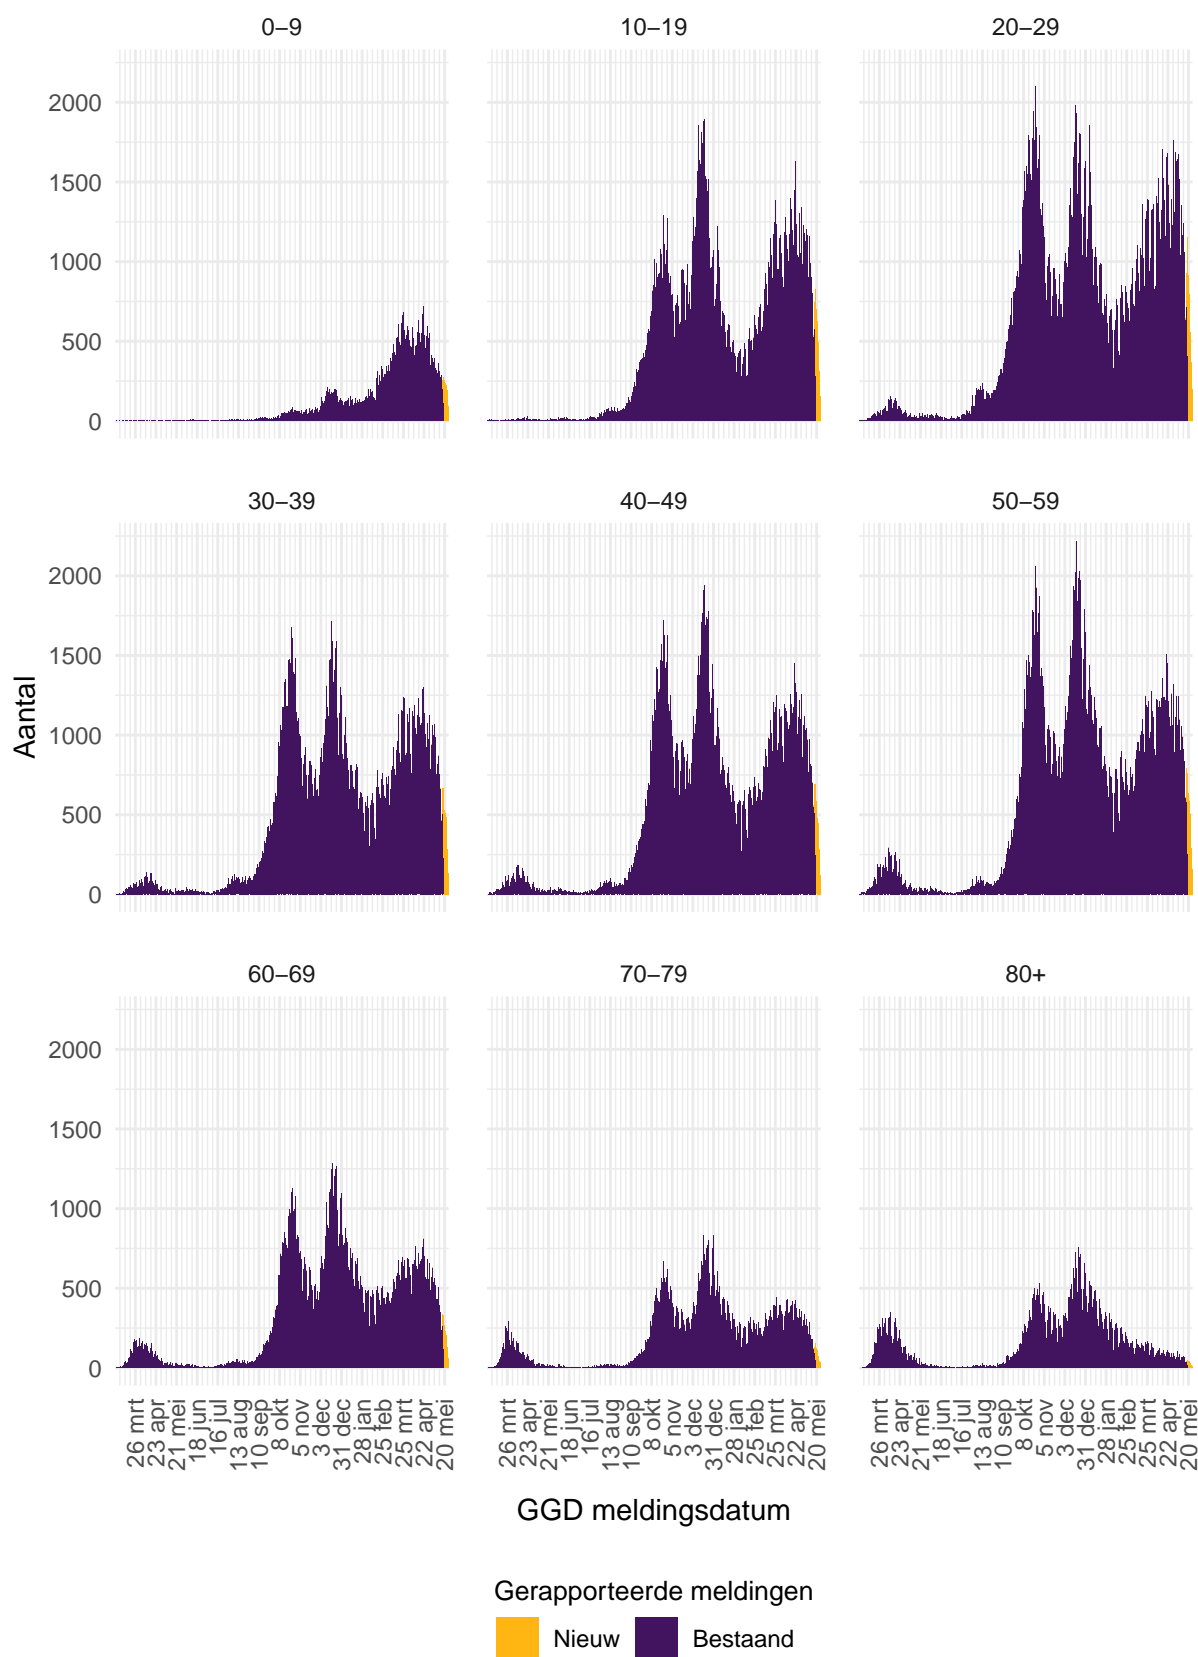 0–9 10–19 20–29
2000
1500
1000
500
0
30–39 40–49 50–59
2000
1500
1000
500
0
60–69 70–79 80+
2000
1500
1000
500
0
Aantal
26 mrt 23 apr 21 mei 18 jun 16 jul 13 aug 10 sep 8 okt 5 nov 3 dec 31 dec 28 jan 25 feb 25 mrt 22 apr 20 mei
26 mrt 23 apr 21 mei 18 jun 16 jul 13 aug 10 sep 8 okt 5 nov 3 dec 31 dec 28 jan 25 feb 25 mrt 22 apr 20 mei
26 mrt 23 apr 21 mei 18 jun 16 jul 13 aug 10 sep 8 okt 5 nov 3 dec 31 dec 28 jan 25 feb 25 mrt 22 apr 20 mei
GGD meldingsdatum
Gerapporteerde meldingen
Nieuw Bestaand